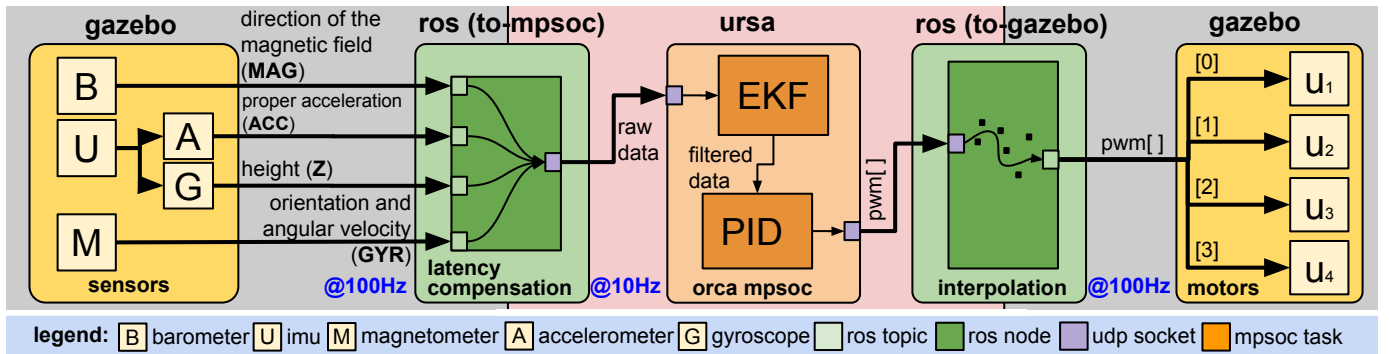 gazebo
direction of the
magnetic field
(MAG)
ros (to-mpsoc)
ursa
ros (to-gazebo)
gazebo
B
U
A
G
M
sensors
proper acceleration
(ACC)
height (Z)
orientation and
angular velocity
(GYR)
@100Hz
latency
compensation
raw
data
@10Hz
EKF
filtered
data
PID
orca mpsoc
pwm[ ]
interpolation
pwm[ ]
@100Hz
[0]
[1]
[2]
[3]
u1
u2
u3
u4
motors
legend: B barometer U imu M magnetometer A accelerometer G gyroscope ros topic ros node udp socket mpsoc task